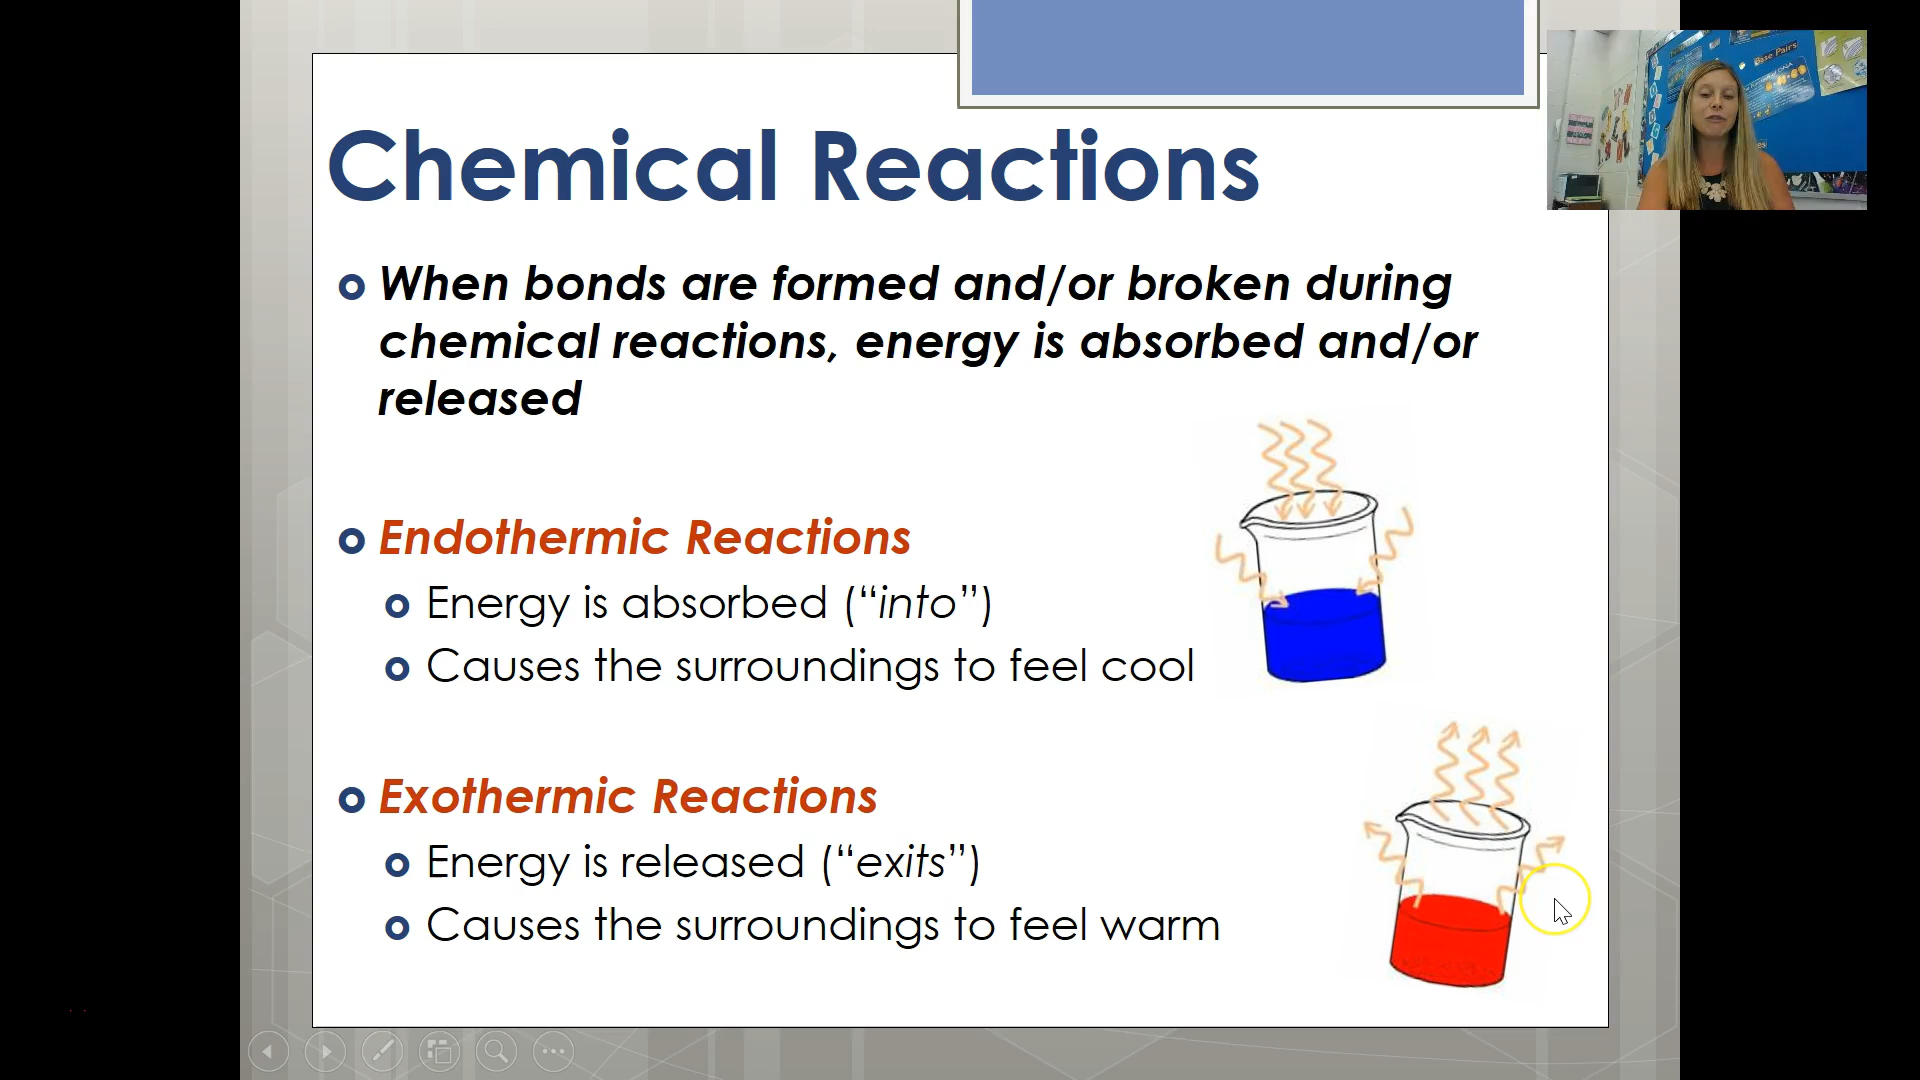 Chemical Reactions
When bonds are formed and/or broken during
chemical reactions, energy is absorbed and/or
released
Endothermic Reactions
Energy is absorbed (“into”)
Causes the surroundings to feel cool
Exothermic Reactions
Energy is released (“exits”)
Causes the surroundings to feel warm
Base Pairs